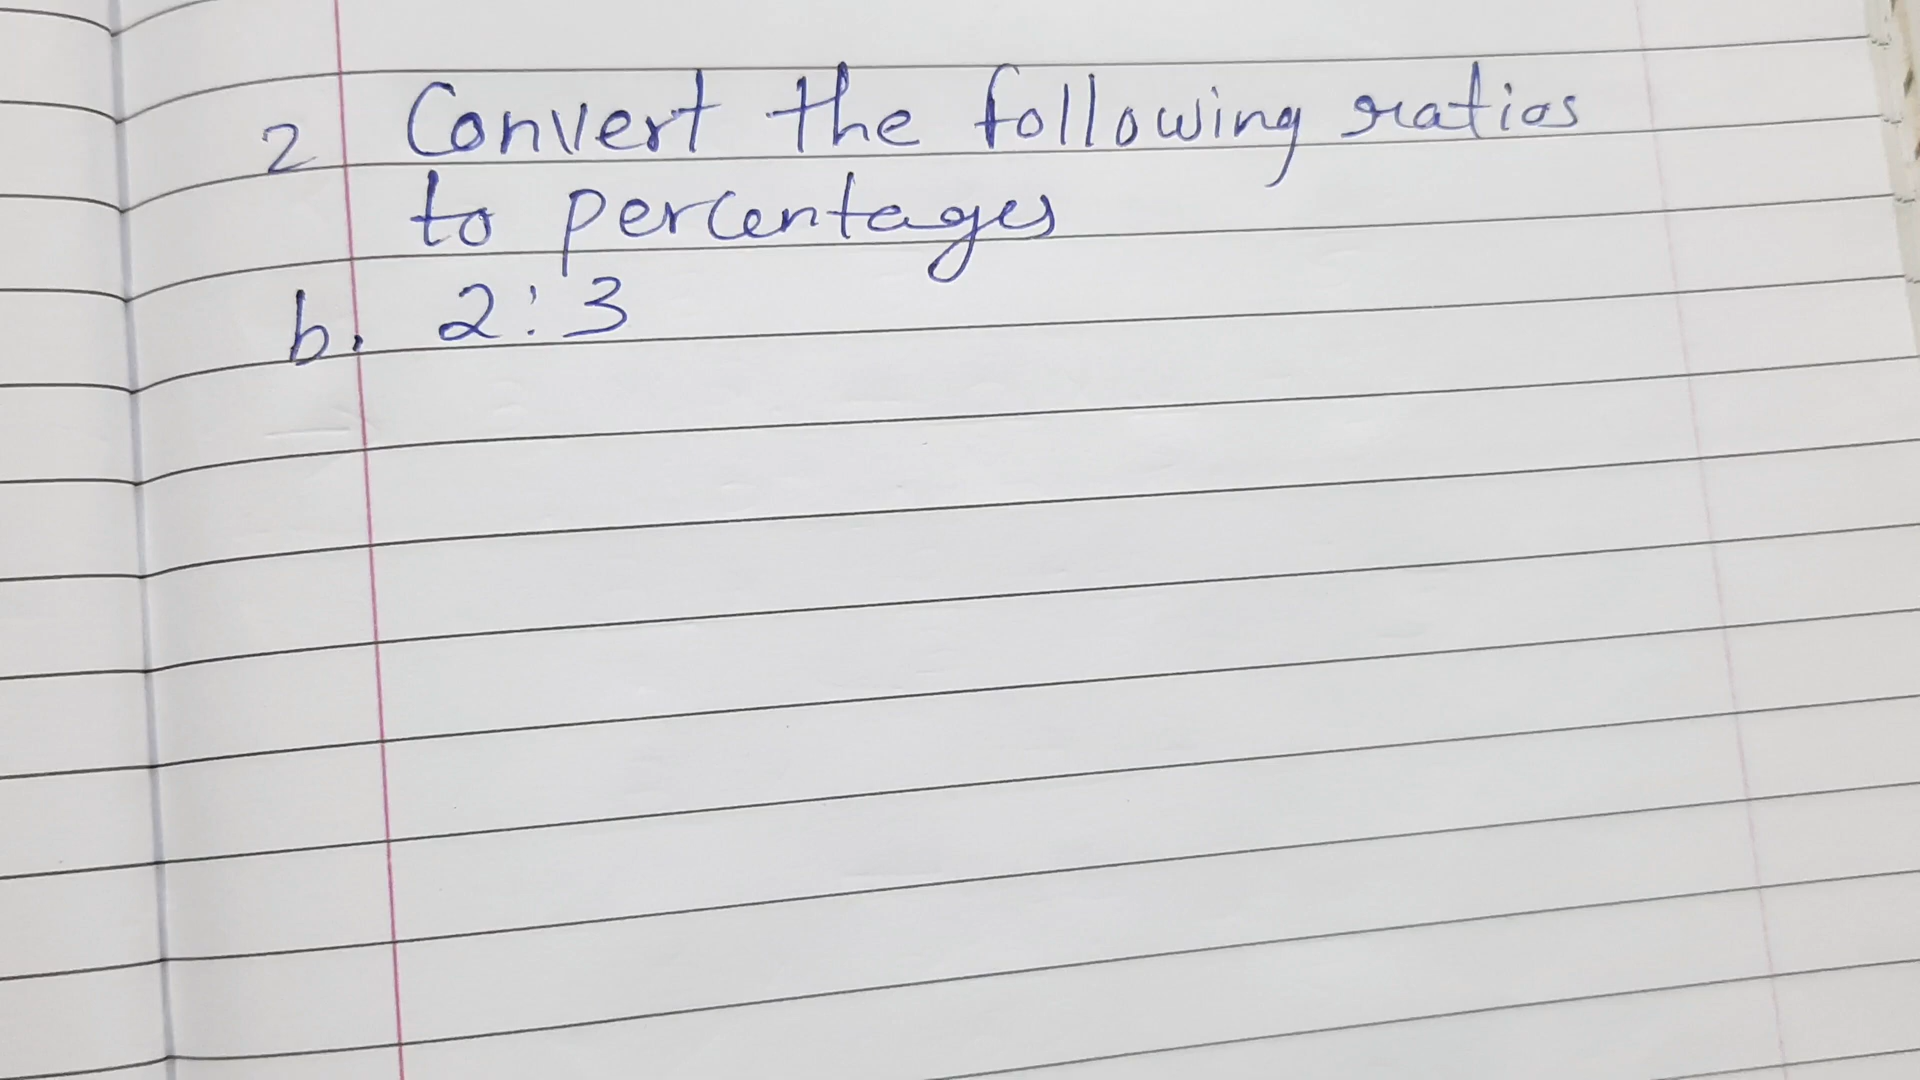 2 Convert the following ratios
to percentages
b. 2:3